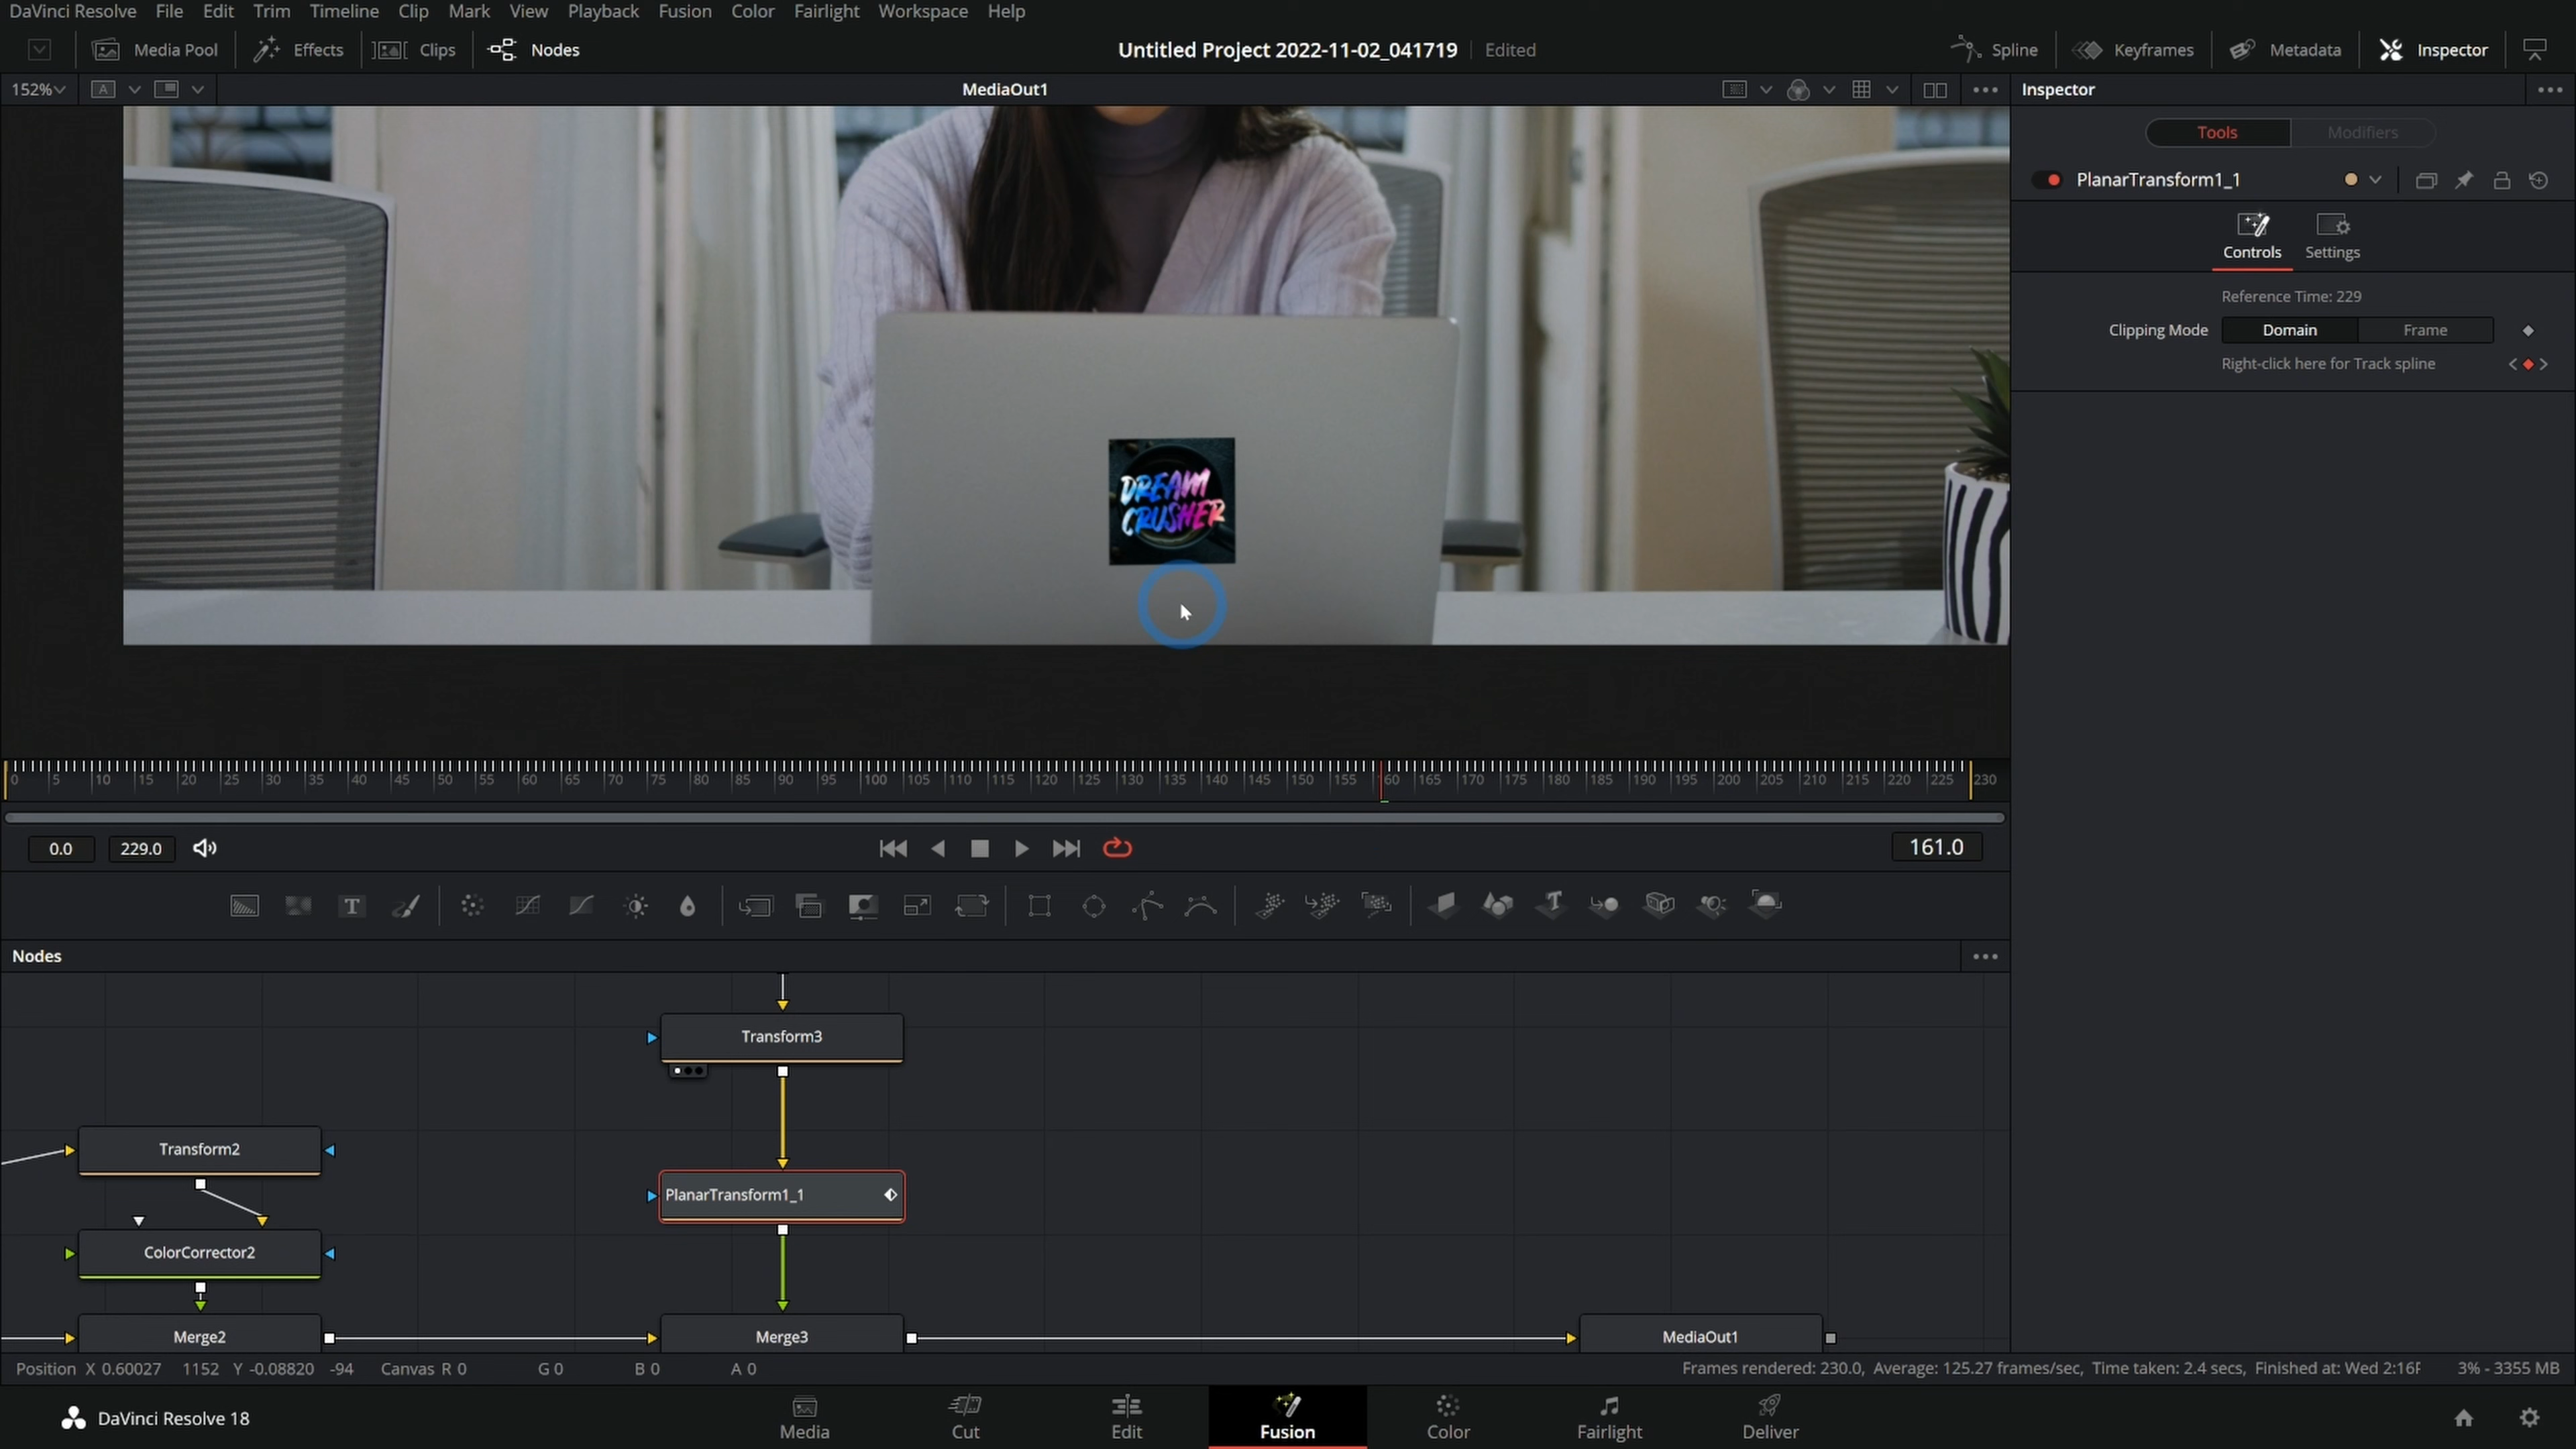 DaVinci Resolve File Edit Trim Timeline Clip Mark View Playback Fusion Color Fairlight Workspace Help
Media Pool Effects Clips Nodes Untitled Project 2022-11-02_041719 Edited Spline Keyframes Metadata Inspector
152% A MediaOut1 Inspector
Tools Modifiers
PlanarTransform1_1
Controls Settings
Reference Time: 229
Clipping Mode Domain Frame
Right-click here for Track spline
DREAM
CRUSHER
0 5 10 15 20 25 30 35 40 45 50 55 60 65 70 75 80 85 90 95 100 105 110 115 120 125 130 135 140 145 150 155 60 165 170 175 180 185 190 195 200 205 210 215 220 225 230
0.0 229.0 161.0
T T
Nodes
Transform3
Transform2
PlanarTransform1_1
ColorCorrector2
Merge2 Merge3 MediaOut1
Position X 0.60027 1152 Y -0.08820 -94 Canvas R 0 G 0 B 0 A 0 Frames rendered: 230.0, Average: 125.27 frames/sec, Time taken: 2.4 secs, Finished at: Wed 2:16F 3% - 3355 MB
DaVinci Resolve 18 Media Cut Edit Fusion Color Fairlight Deliver